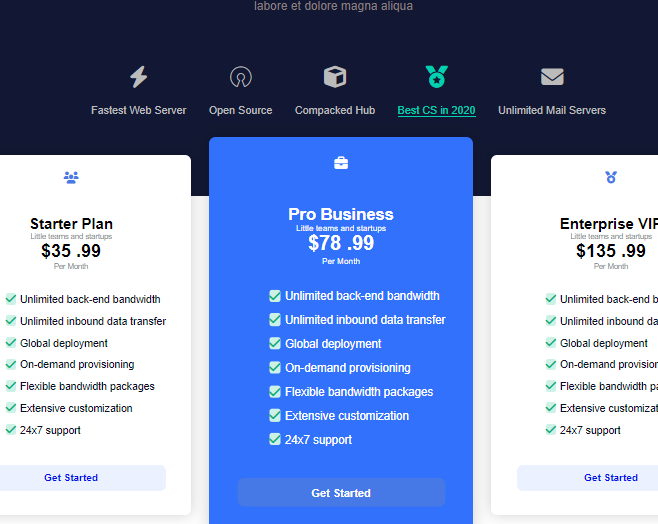 labore et dolore magna aliqua
Fastest Web Server
Open Source
Compacked Hub
Best CS in 2020
Unlimited Mail Servers
Starter Plan
Little teams and startups
$35 .99
Per Month
Unlimited back-end bandwidth
Unlimited inbound data transfer
Global deployment
On-demand provisioning
Flexible bandwidth packages
Extensive customization
24x7 support
Get Started
Pro Business
Little teams and startups
$78 .99
Per Month
Unlimited back-end bandwidth
Unlimited inbound data transfer
Global deployment
On-demand provisioning
Flexible bandwidth packages
Extensive customization
24x7 support
Get Started
Enterprise VIP
Little teams and startups
$135 .99
Per Month
Unlimited back-end b
Unlimited inbound da
Global deployment
On-demand provision
Flexible bandwidth pa
Extensive customizat
24x7 support
Get Started